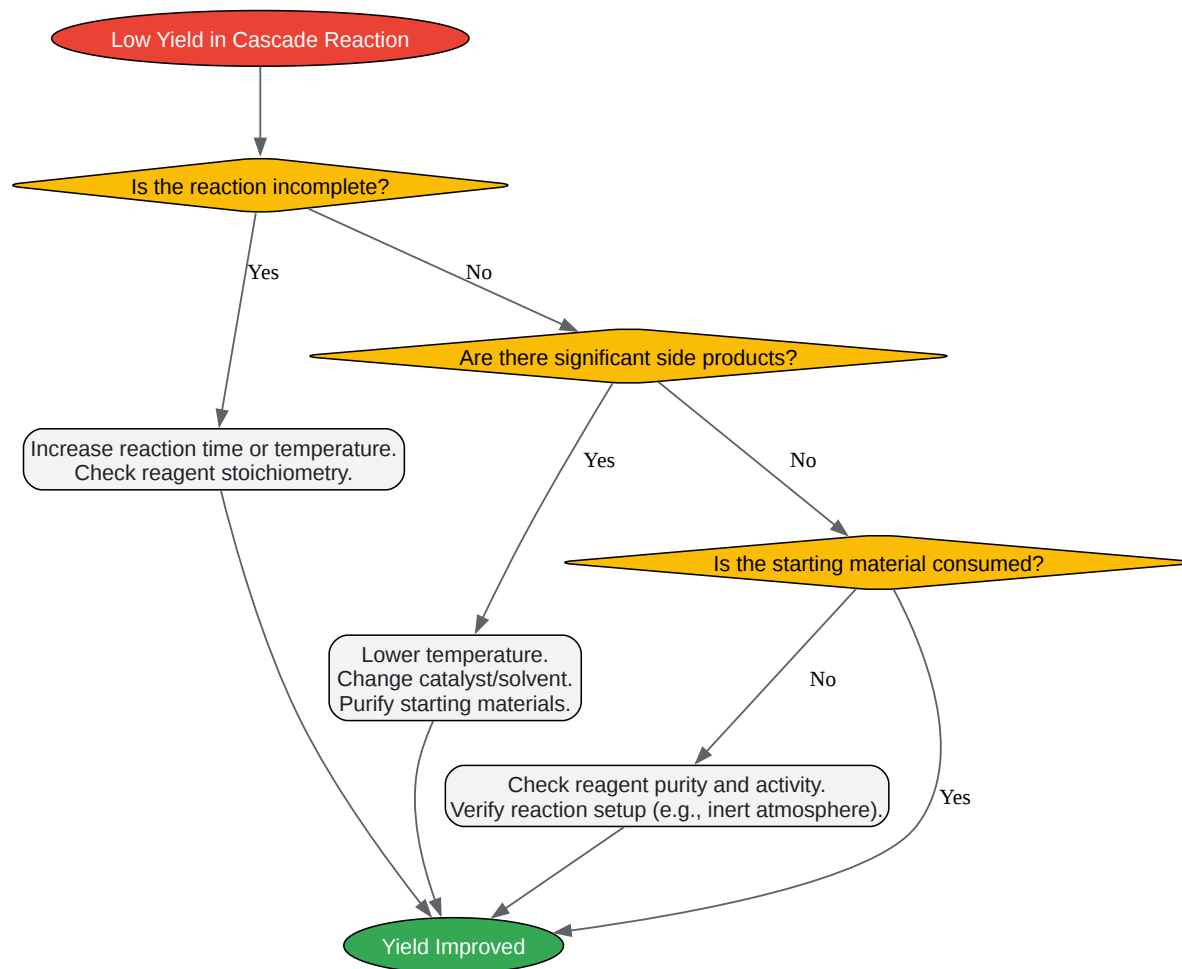 Low Yield in Cascade Reaction
Is the reaction incomplete?
Yes
No
Are there significant side products?
Increase reaction time or temperature.
Check reagent stoichiometry.
Yes
No
Is the starting material consumed?
Lower temperature.
Change catalyst/solvent.
Purify starting materials.
No
Check reagent purity and activity.
Verify reaction setup (e.g., inert atmosphere).
Yes
Yield Improved